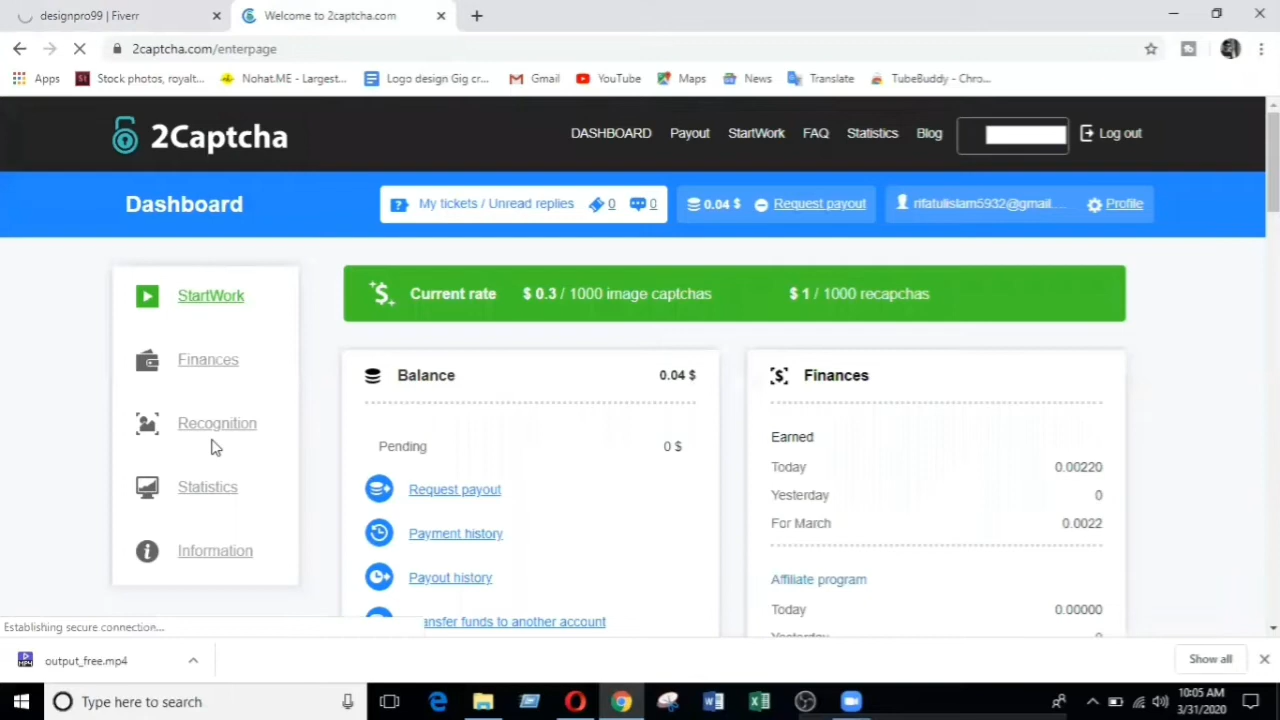 designpro99 | Fiverr
Welcome to 2captcha.com
2captcha.com/enterpage
Apps
Stock photos, royalt...
Nohat.ME - Largest...
Logo design Gig cr...
Gmail
YouTube
Maps
News
Translate
TubeBuddy - Chro...
2Captcha
DASHBOARD
Payout
StartWork
FAQ
Statistics
Blog
Log out
Dashboard
My tickets / Unread replies
0
0
0.04 $
Request payout
rifatulislam5932@gmail....
Profile
StartWork
Finances
Recognition
Statistics
Information
Current rate
$ 0.3 / 1000 image captchas
$ 1 / 1000 recapchas
Balance
0.04 $
Pending
0 $
Request payout
Payment history
Payout history
ansfer funds to another account
Finances
Earned
Today
0.00220
Yesterday
0
For March
0.0022
Affiliate program
Today
0.00000
Establishing secure connection...
output_free.mp4
Show all
Type here to search
10:05 AM
3/31/2020